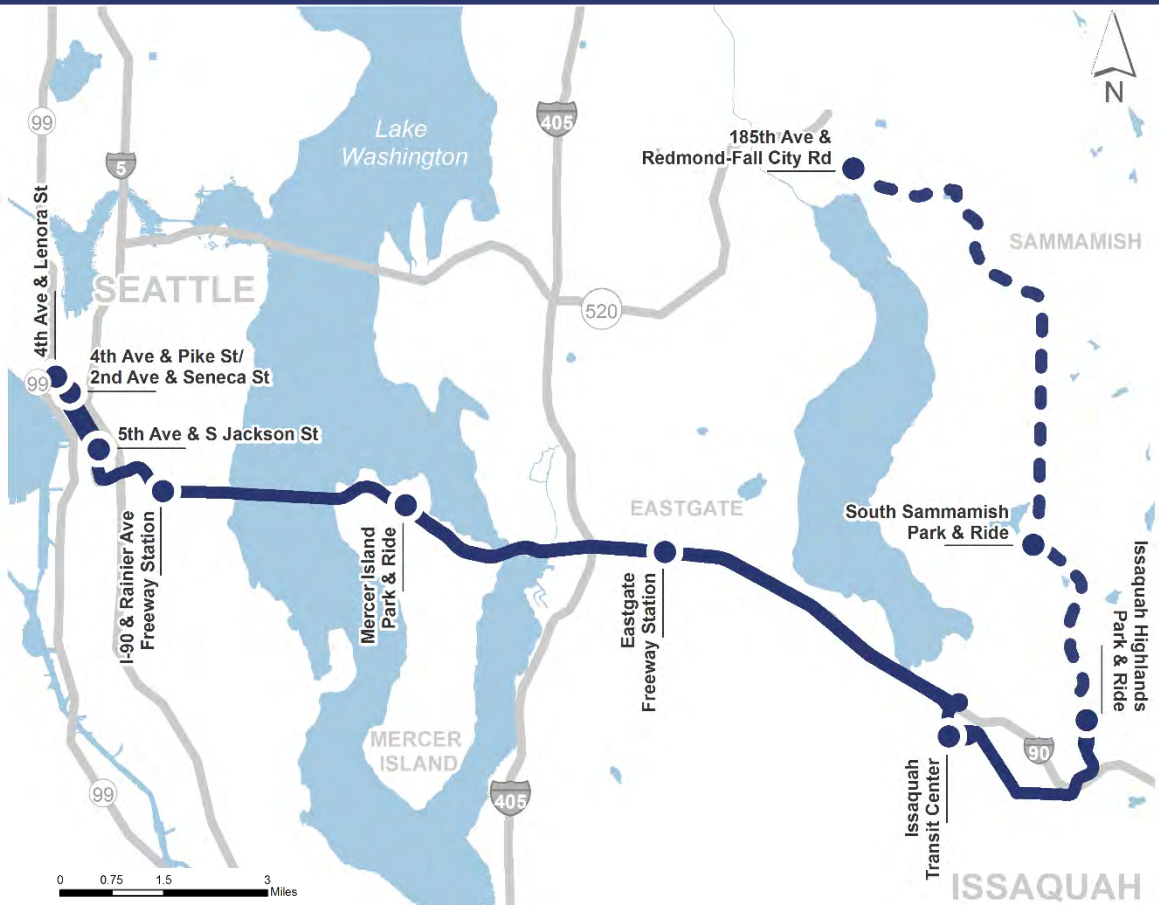 N
99
5
405
Lake
Washington
185th Ave &
Redmond-Fall City Rd
SAMMAMISH
4th Ave & Lenora St
SEATTLE
520
99
4th Ave & Pike St/
2nd Ave & Seneca St
5th Ave & S Jackson St
I-90 & Rainier Ave
Freeway Station
Mercer Island
Park & Ride
EASTGATE
Eastgate
Freeway Station
South Sammamish
Park & Ride
Issaquah Highlands
Park & Ride
MERCER
ISLAND
90
99
405
Issaquah
Transit Center
ISSAQUAH
0 0.75 1.5 3
Miles